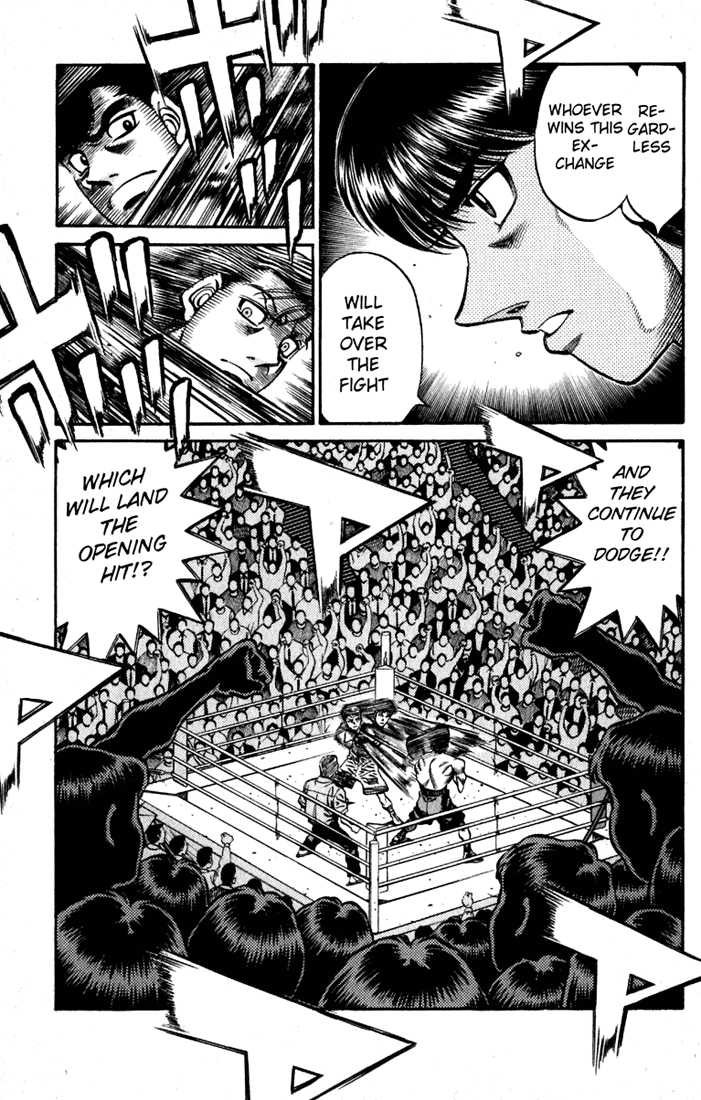 RE-
GARD-
LESS
WHOEVER
WINS THIS
EX-
CHANGE
WILL
TAKE
OVER
THE
FIGHT
AND
THEY
CONTINUE
TO
DODGE!!
WHICH
WILL LAND
THE
OPENING
HIT!?